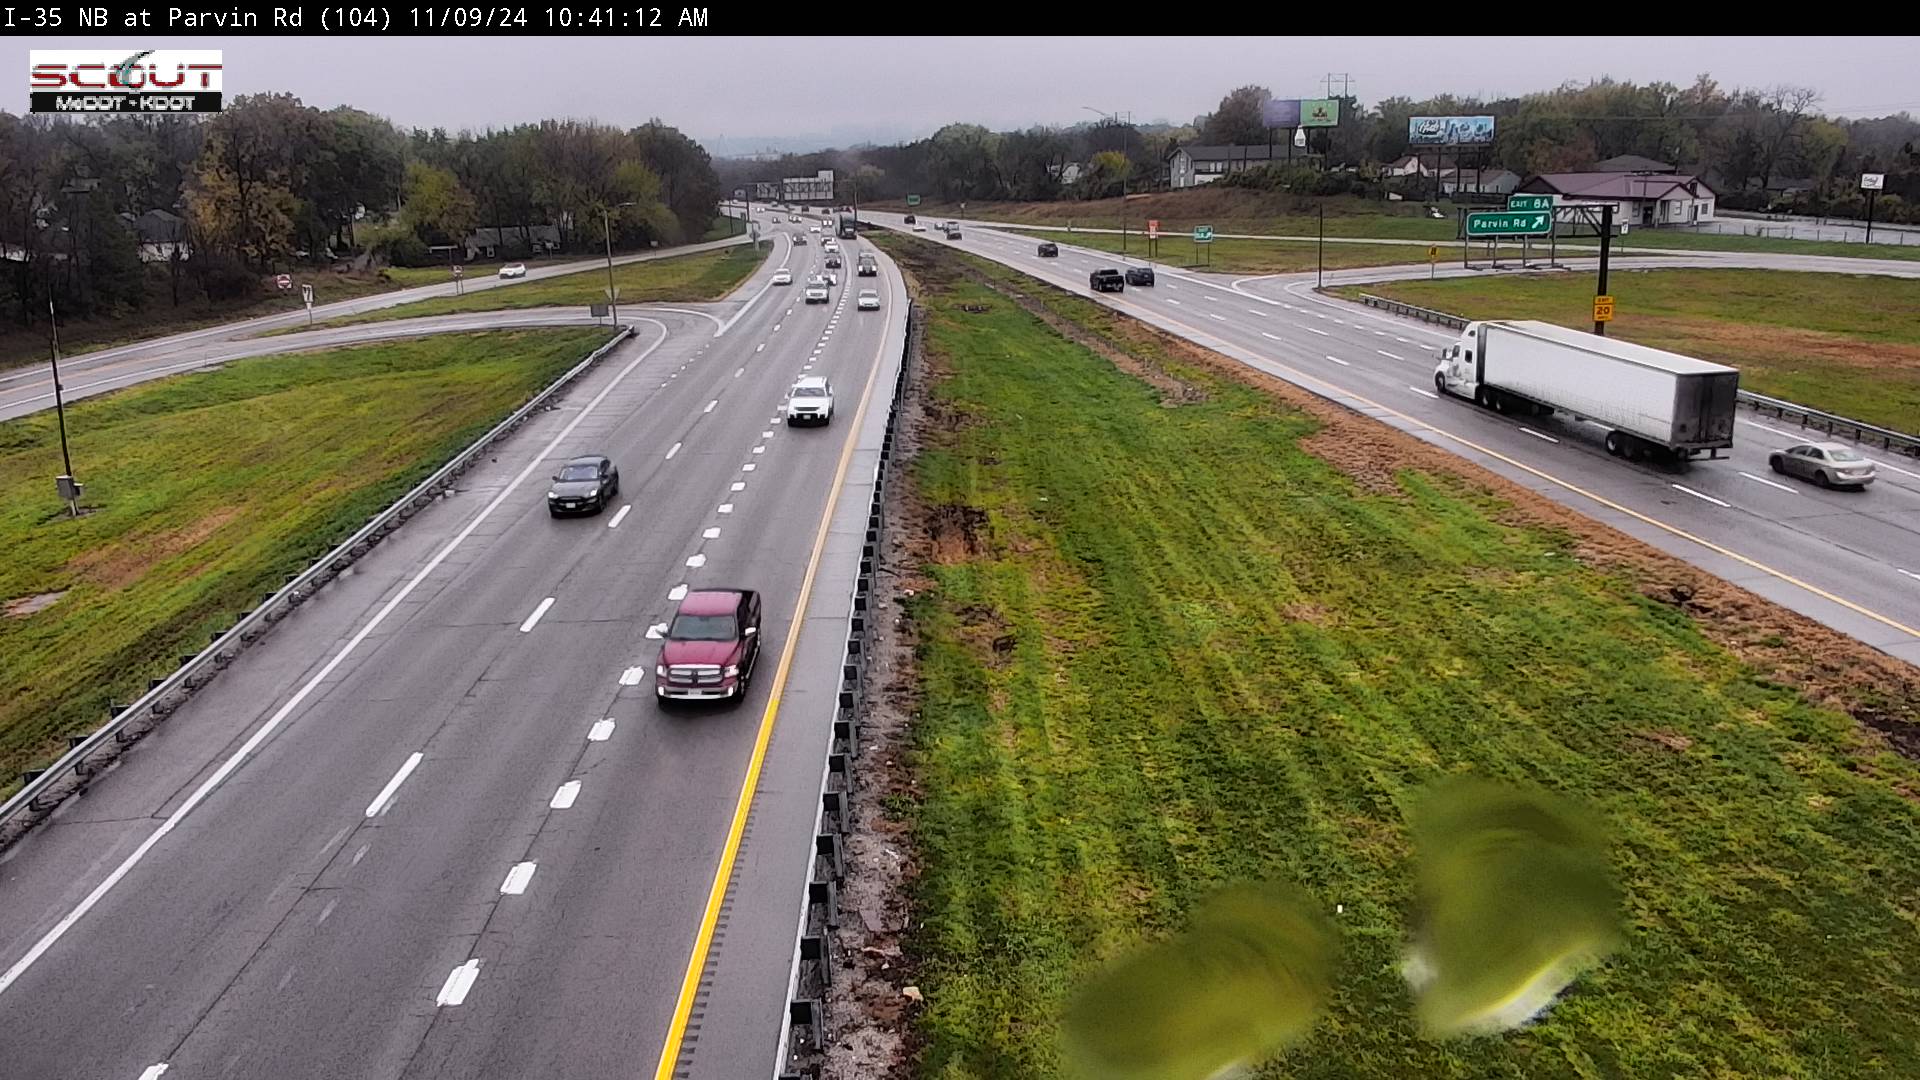 I-35 NB at Parvin Rd (104) 11/09/24 10:41:12 AM
SCOUT
MoDOT - KDOT
EXIT 8A
Parvin Rd
EXIT
20